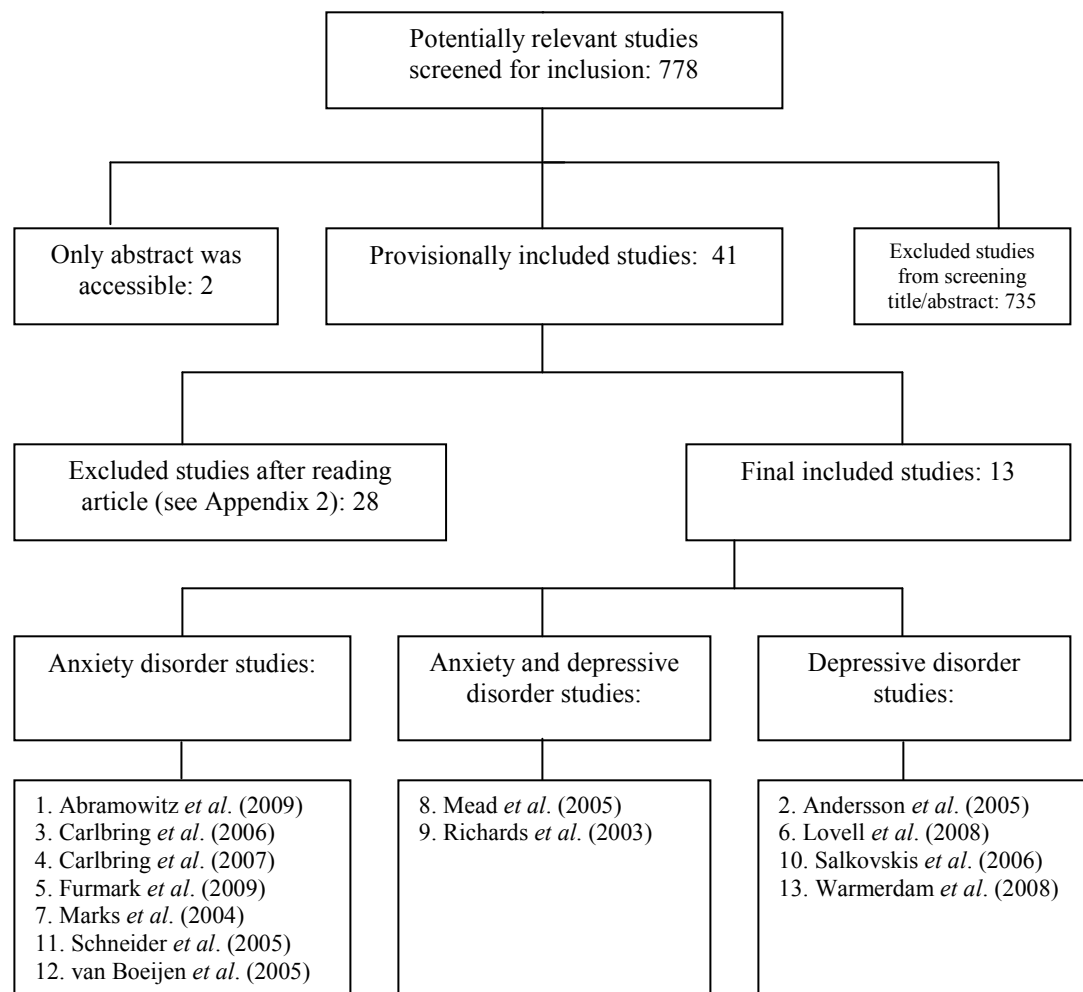 Potentially relevant studies
screened for inclusion: 778
Only abstract was
accessible: 2
Provisionally included studies:  41
Excluded studies
from screening
title/abstract: 735
Excluded studies after reading
article (see Appendix 2): 28
Final included studies: 13
Anxiety disorder studies:
Anxiety and depressive
disorder studies:
Depressive disorder
studies:
1. Abramowitz et al. (2009)
3. Carlbring et al. (2006)
4. Carlbring et al. (2007)
5. Furmark et al. (2009)
7. Marks et al. (2004)
11. Schneider et al. (2005)
12. van Boeijen et al. (2005)
8. Mead et al. (2005)
9. Richards et al. (2003)
2. Andersson et al. (2005)
6. Lovell et al. (2008)
10. Salkovskis et al. (2006)
13. Warmerdam et al. (2008)